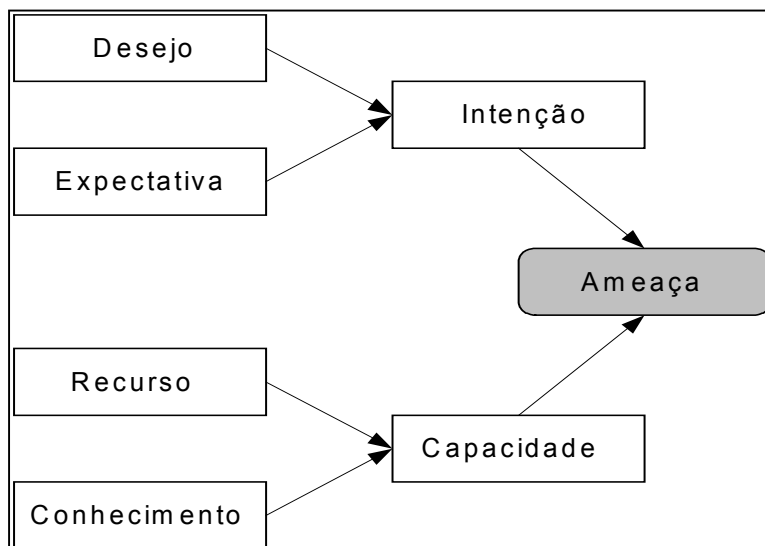 Desejo
Intenção
Expectativa
Ameaça
Recurso
Capacidade
Conhecimento